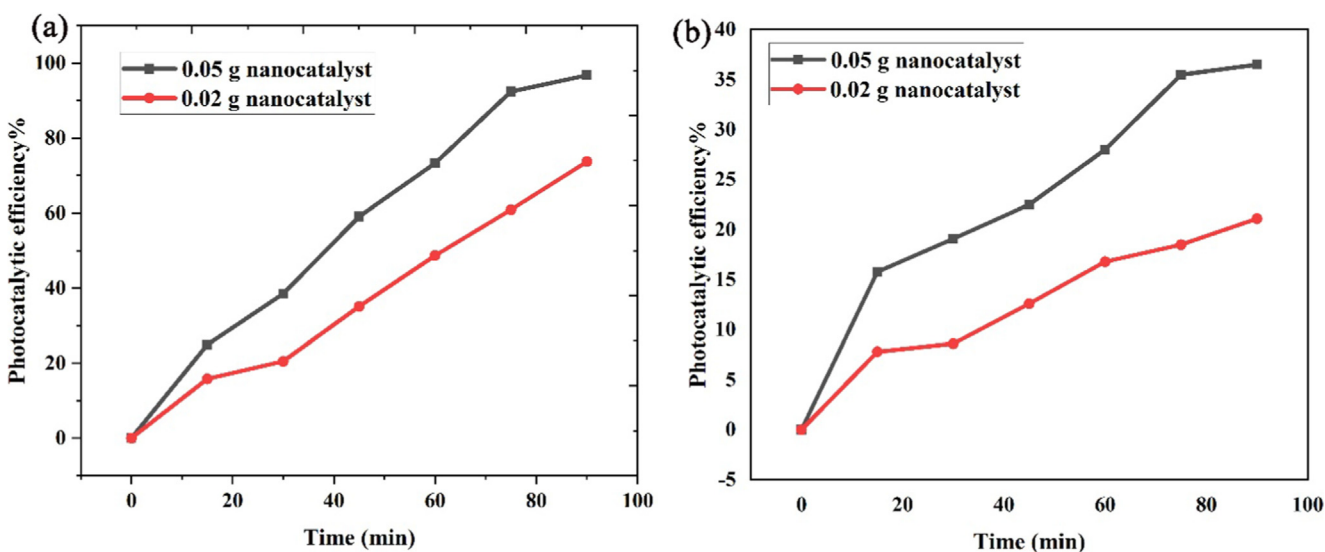 (a)
0.05 g nanocatalyst
0.02 g nanocatalyst
Photocatalytic efficiency%
100
80
60
40
20
0
0 20 40 60 80 100
Time (min)
(b)
0.05 g nanocatalyst
0.02 g nanocatalyst
Photocatalytic efficiency%
40
35
30
25
20
15
10
5
0
-5
0 20 40 60 80 100
Time (min)